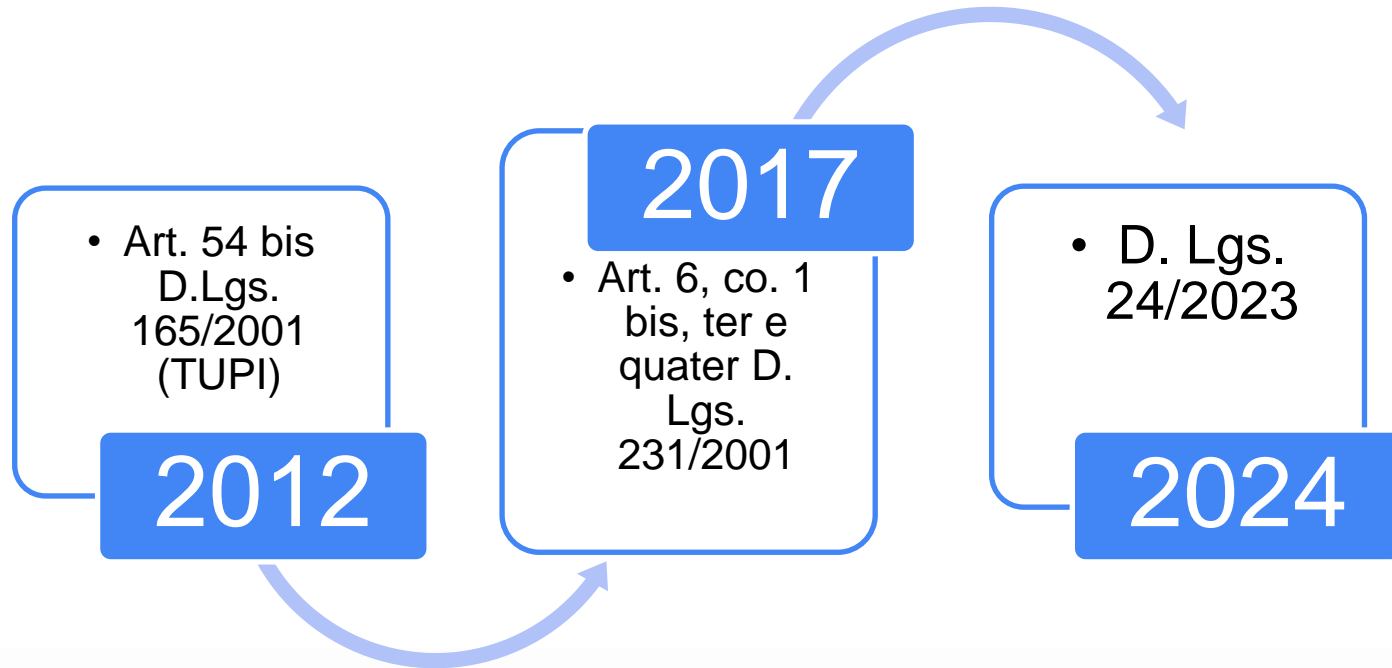 • Art. 54 bis
D.Lgs.
165/2001
(TUPI)
2012
2017
• Art. 6, co. 1
bis, ter e
quater D.
Lgs.
231/2001
• D. Lgs.
24/2023
2024